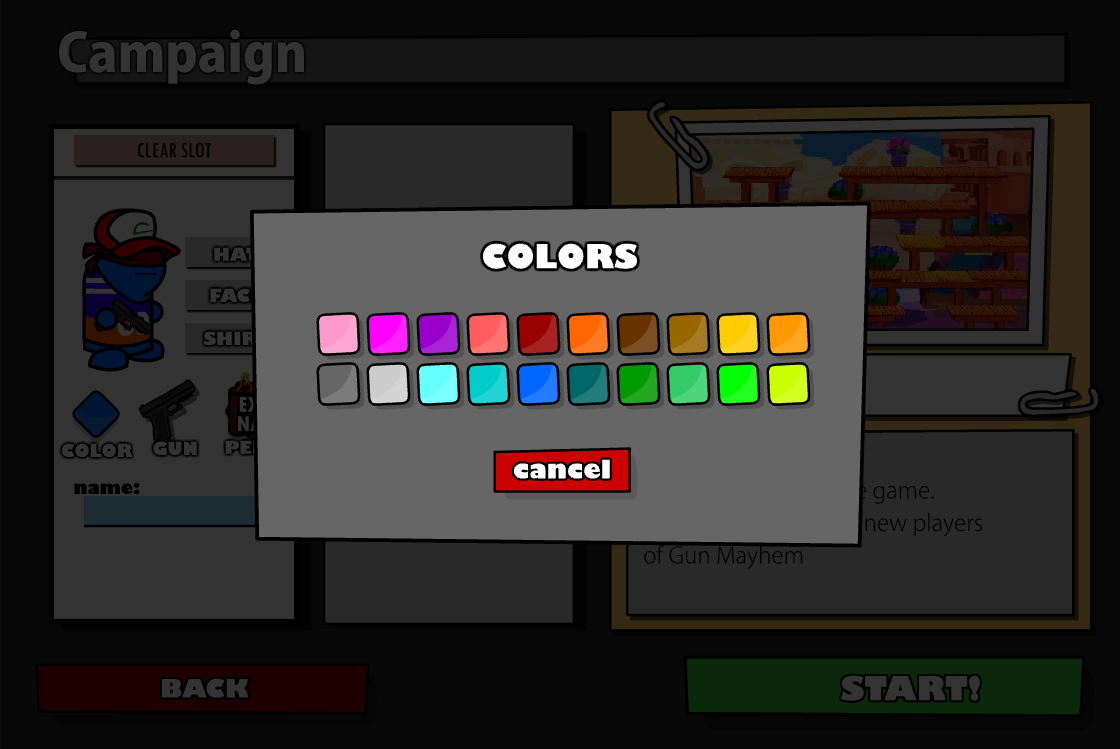 Campaign
CLEAR SLOT
COLORS
COLOR
GUN
name:
cancel
game.
new players
of Gun Mayhem
BACK
START!